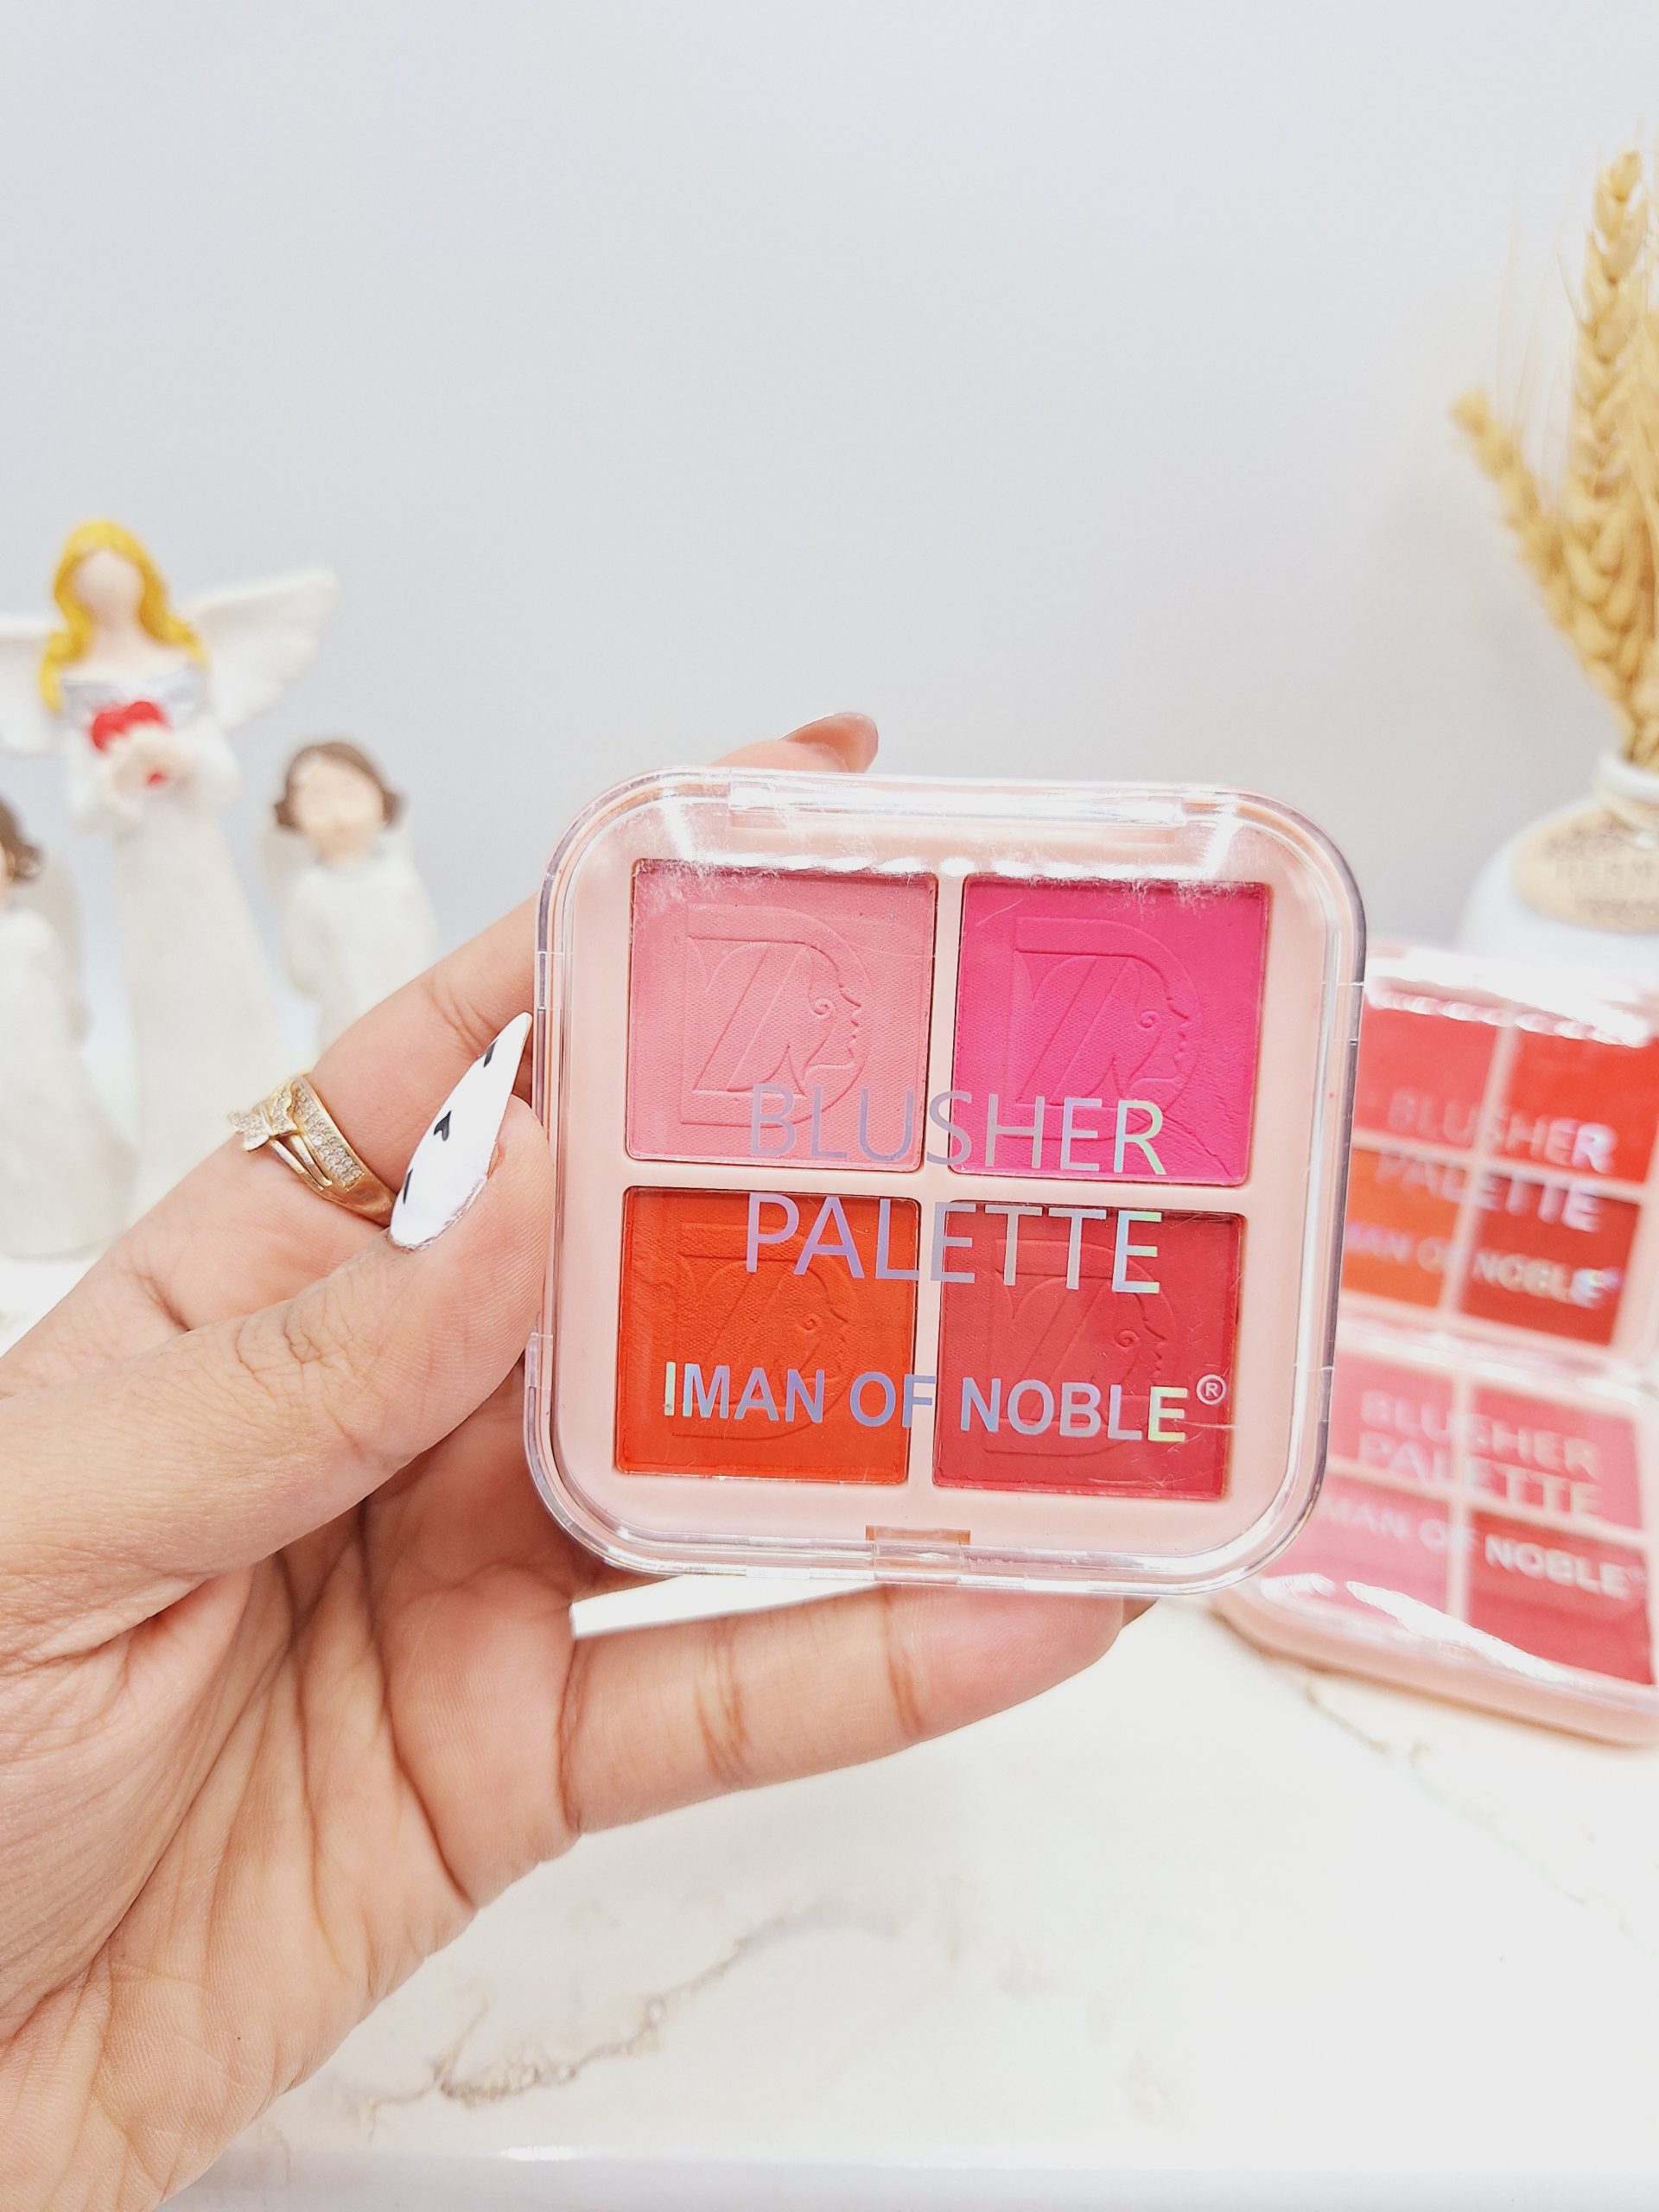 BLUSHER
PALETTE
IMAN OF NOBLE®
BLUSHER
PALETTE
IMAN OF NOBLE
BLUSHER
PALETTE
IMAN OF NOBLE